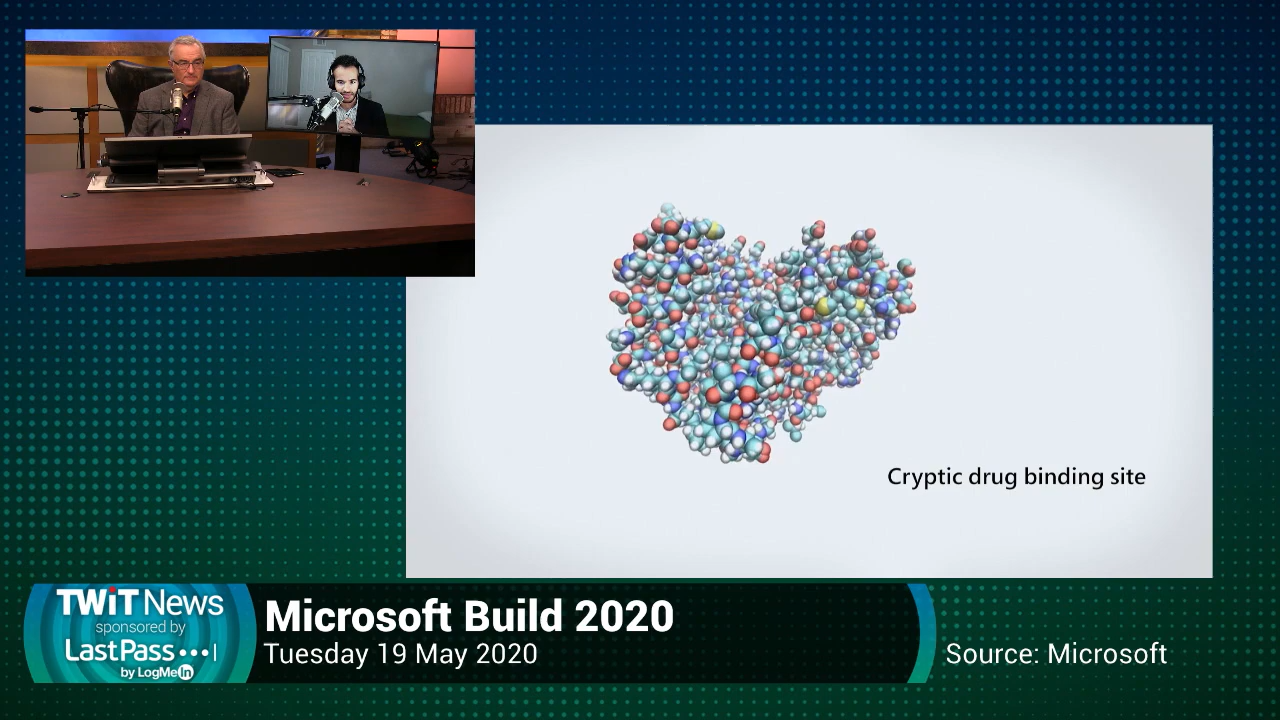 Cryptic drug binding site
TWiT News
sponsored by
LastPass •••|
by LogMeIn
Microsoft Build 2020
Tuesday 19 May 2020
Source: Microsoft